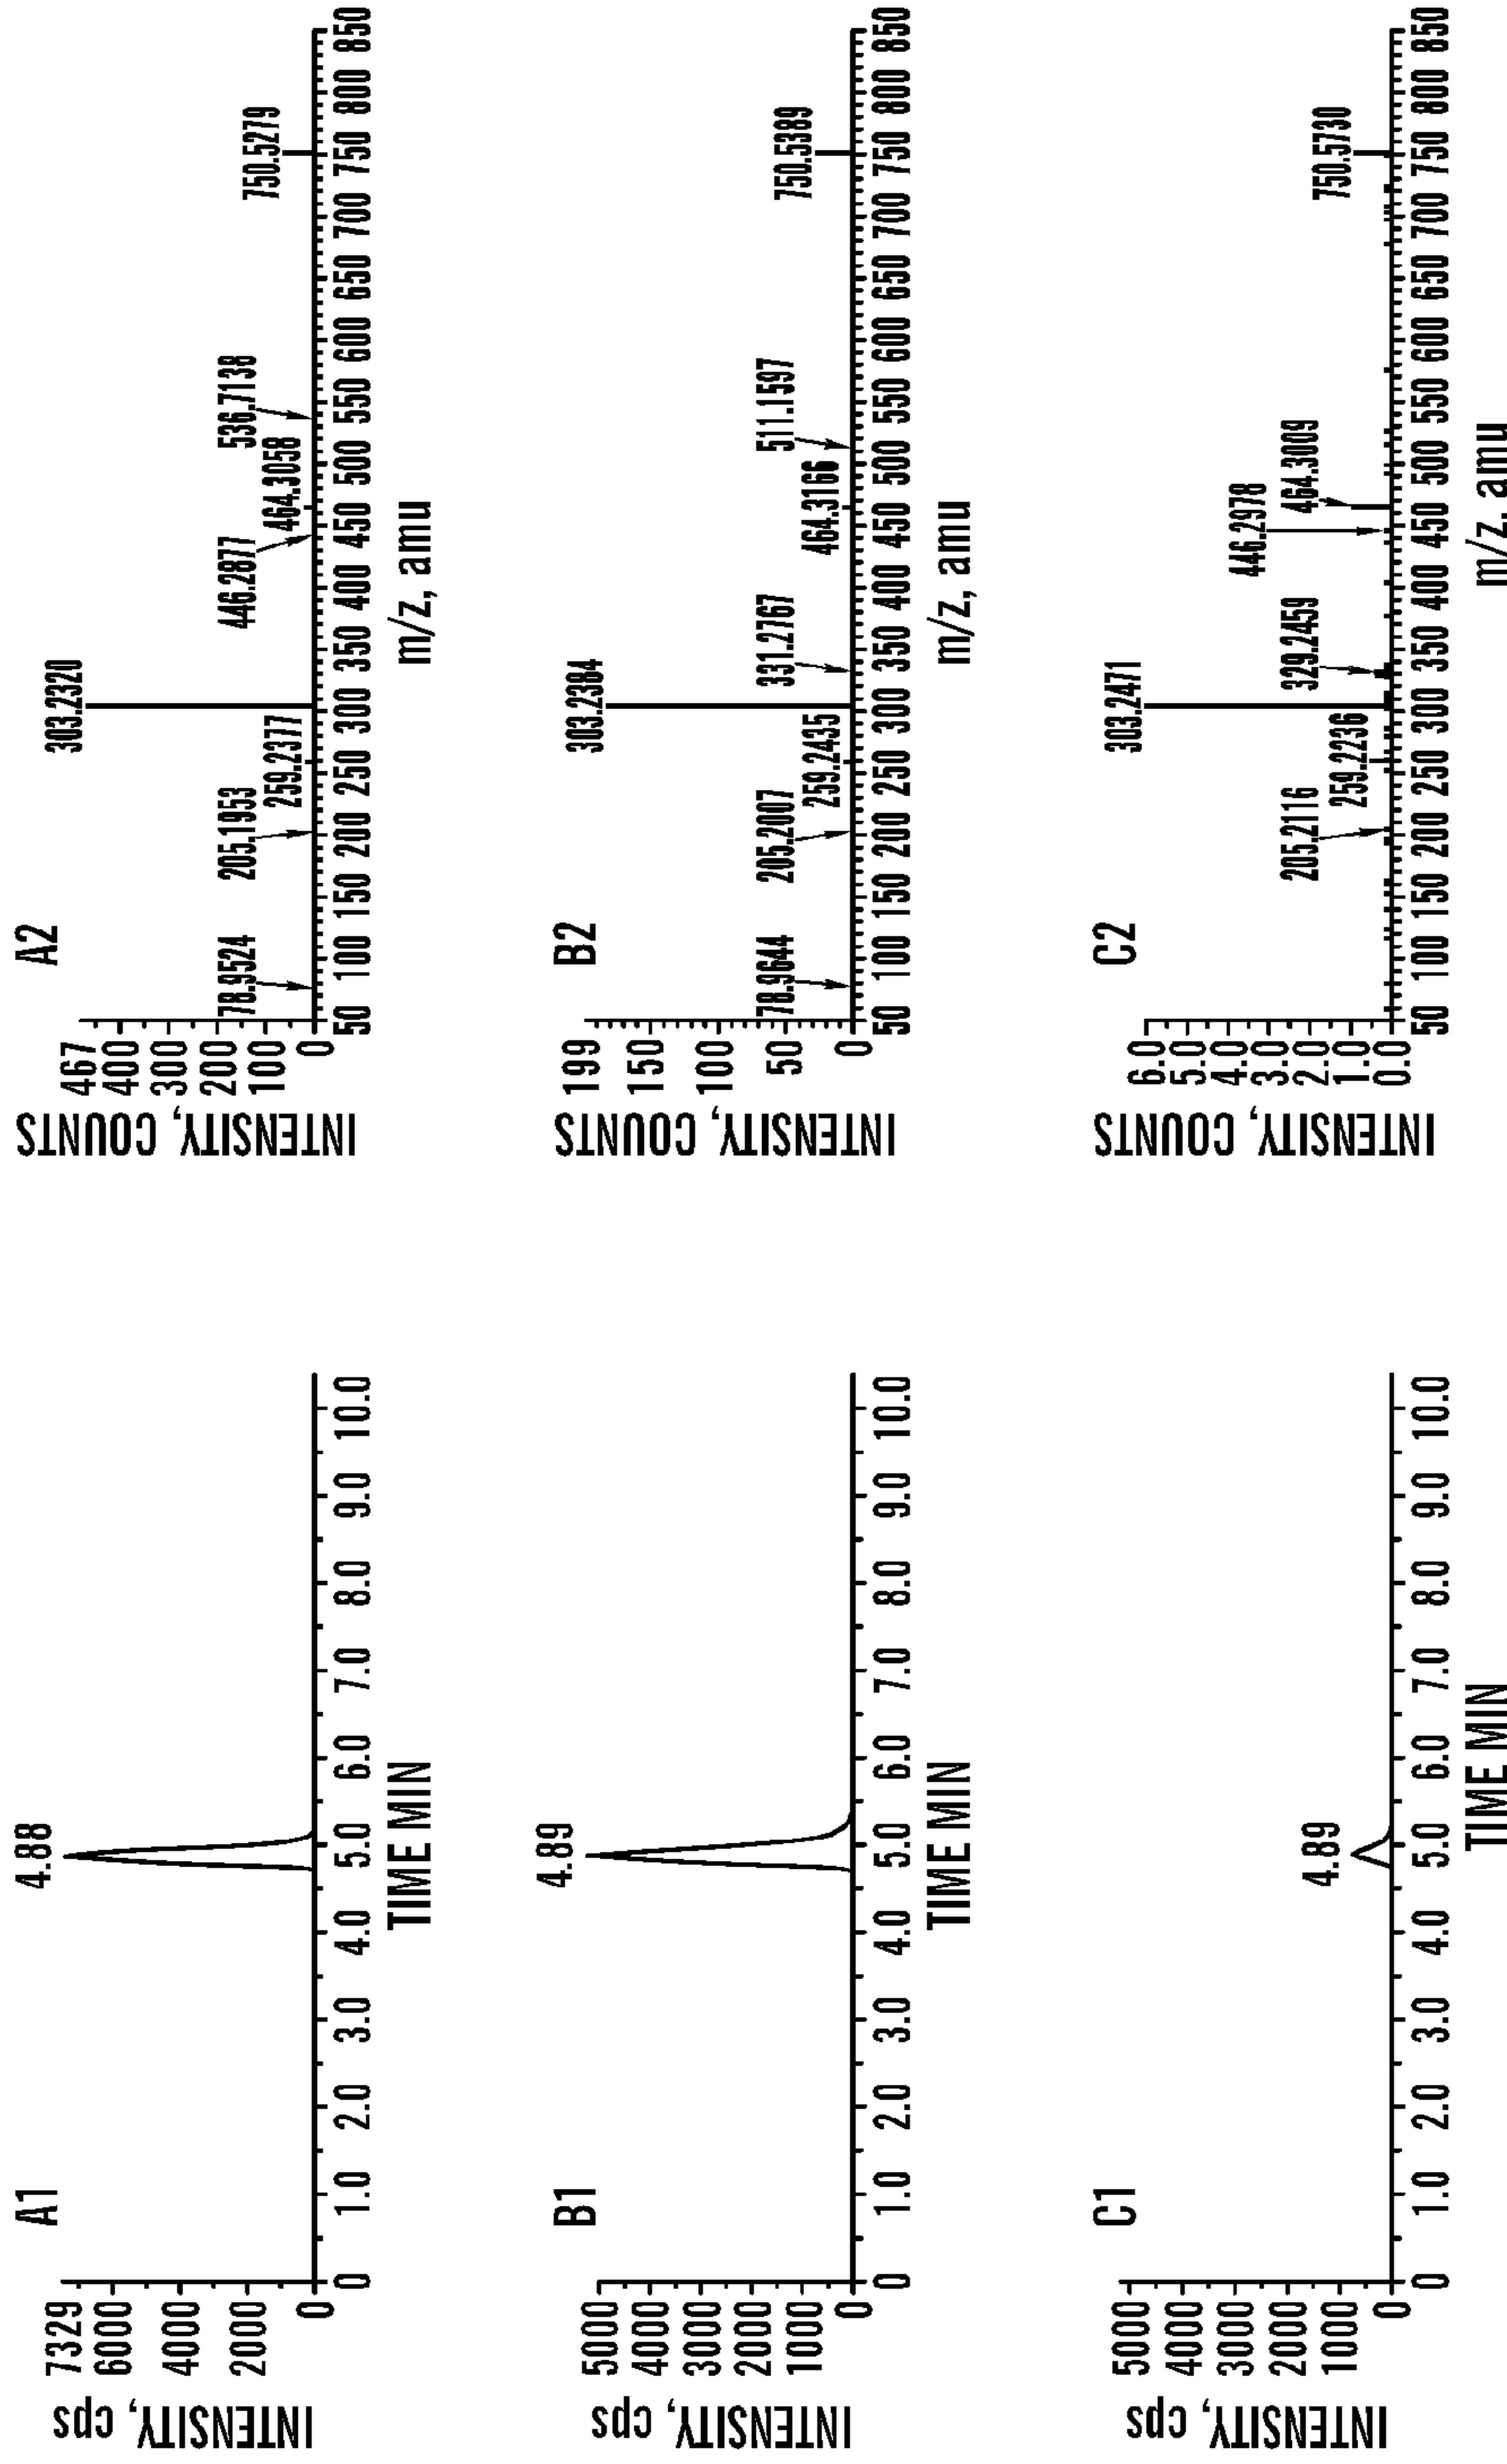 A1
INTENSITY, cps
7329
6000
4000
2000
0
4.88
0 1.0 2.0 3.0 4.0 5.0 6.0 7.0 8.0 9.0 10.0
TIME MIN
A2
INTENSITY, COUNTS
467
400
300
200
100
0
78.9524
205.1953
259.2377
303.2320
446.2877
464.3058
536.7138
750.5279
50 100 150 200 250 300 350 400 450 500 550 600 650 700 750 800 850
m/z, amu
B1
INTENSITY, cps
5000
4000
3000
2000
1000
0
4.89
0 1.0 2.0 3.0 4.0 5.0 6.0 7.0 8.0 9.0 10.0
TIME MIN
B2
INTENSITY, COUNTS
199
150
100
50
0
78.9644
205.2007
259.2435
303.2384
331.2767
464.3166
511.1597
750.5389
50 100 150 200 250 300 350 400 450 500 550 600 650 700 750 800 850
m/z, amu
C1
INTENSITY, cps
5000
4000
3000
2000
1000
0
4.89
0 1.0 2.0 3.0 4.0 5.0 6.0 7.0 8.0 9.0 10.0
TIME MIN
C2
INTENSITY, COUNTS
6.0
5.0
4.0
3.0
2.0
1.0
0.0
205.2116
259.2236
303.2471
329.2459
446.2978
464.3009
750.5730
50 100 150 200 250 300 350 400 450 500 550 600 650 700 750 800 850
m/z, amu